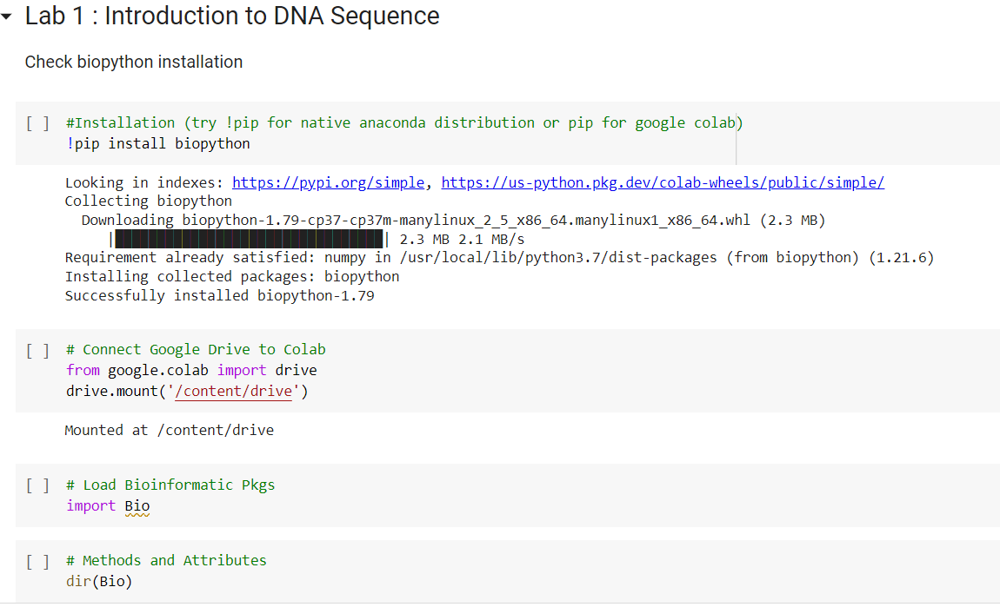 Lab 1 : Introduction to DNA Sequence
Check biopython installation
[ ] #Installation (try !pip for native anaconda distribution or pip for google colab)
!pip install biopython
Looking in indexes: https://pypi.org/simple, https://us-python.pkg.dev/colab-wheels/public/simple/
Collecting biopython
  Downloading biopython-1.79-cp37-cp37m-manylinux_2_5_x86_64.manylinux1_x86_64.whl (2.3 MB)
     |████████████████████████████████| 2.3 MB 2.1 MB/s
Requirement already satisfied: numpy in /usr/local/lib/python3.7/dist-packages (from biopython) (1.21.6)
Installing collected packages: biopython
Successfully installed biopython-1.79
[ ] # Connect Google Drive to Colab
from google.colab import drive
drive.mount('/content/drive')
Mounted at /content/drive
[ ] # Load Bioinformatic Pkgs
import Bio
[ ] # Methods and Attributes
dir(Bio)